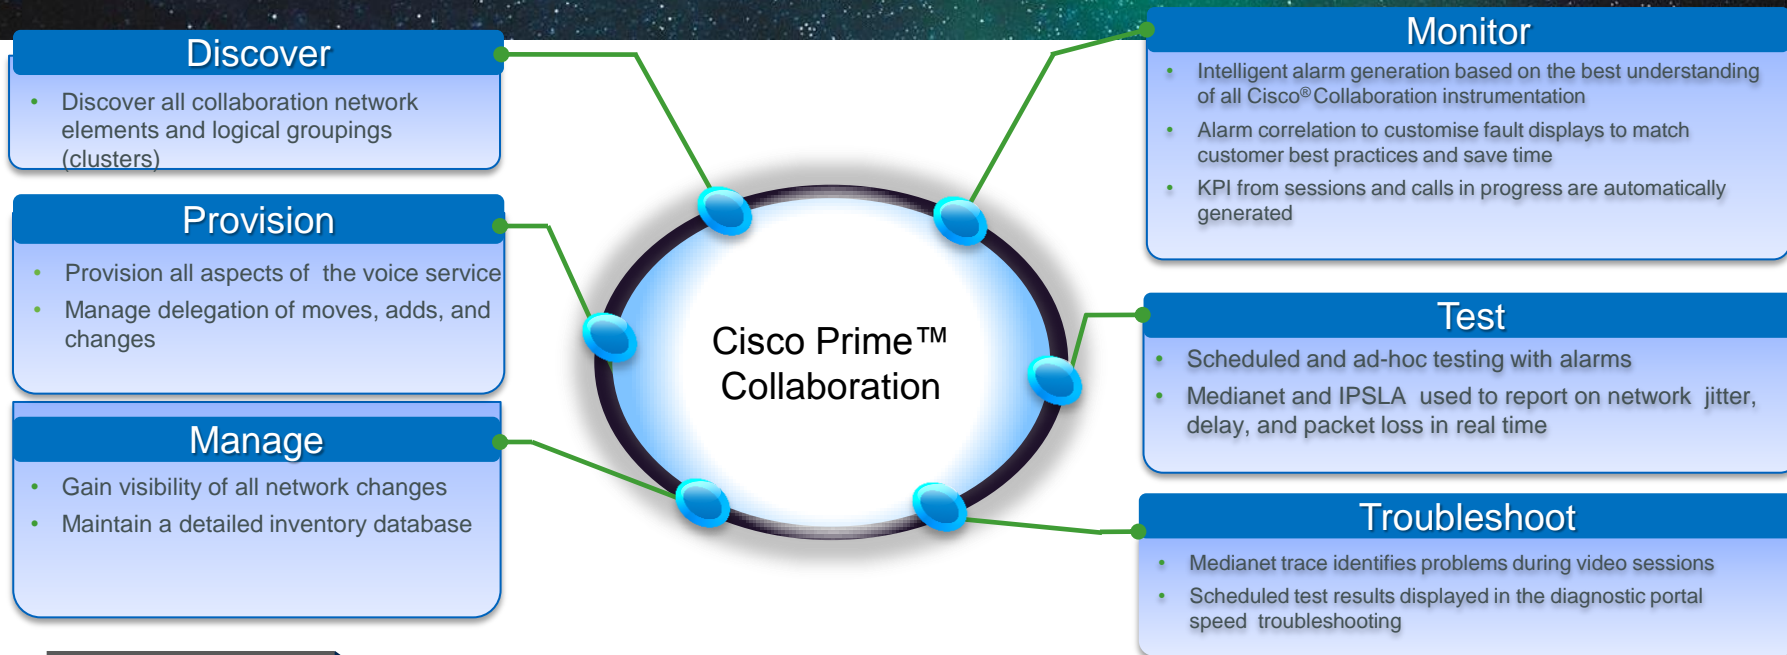 Discover
• Discover all collaboration network
elements and logical groupings
(clusters)
Provision
• Provision all aspects of the voice service
• Manage delegation of moves, adds, and
changes
Manage
• Gain visibility of all network changes
• Maintain a detailed inventory database
Cisco Prime™
Collaboration
Monitor
• Intelligent alarm generation based on the best understanding
of all Cisco® Collaboration instrumentation
• Alarm correlation to customise fault displays to match
customer best practices and save time
• KPI from sessions and calls in progress are automatically
generated
Test
• Scheduled and ad-hoc testing with alarms
• Medianet and IPSLA used to report on network jitter,
delay, and packet loss in real time
Troubleshoot
• Medianet trace identifies problems during video sessions
• Scheduled test results displayed in the diagnostic portal
speed troubleshooting